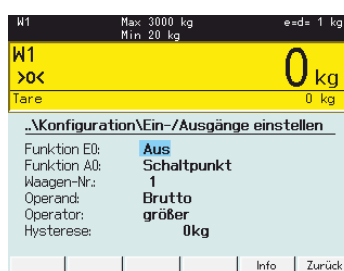 W1 Max 3000 kg e=d= 1 kg
Min 20 kg
W1
>0< 0 kg
Tare 0 kg
..\Konfiguration\Ein-/Ausgänge einstellen
Funktion E0: Aus
Funktion A0: Schaltpunkt
Waagen-Nr.: 1
Operand: Brutto
Operator: größer
Hysterese: 0kg
Info Zurück